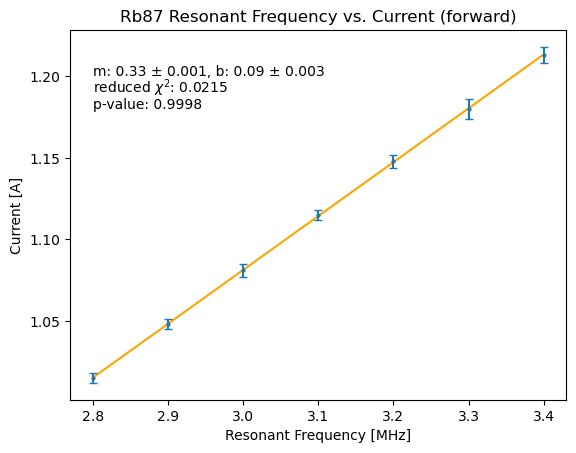 Rb87 Resonant Frequency vs. Current (forward)
m: 0.33 ± 0.001, b: 0.09 ± 0.003
reduced χ²: 0.0215
p-value: 0.9998
1.20
1.15
1.10
1.05
Current [A]
2.8 2.9 3.0 3.1 3.2 3.3 3.4
Resonant Frequency [MHz]